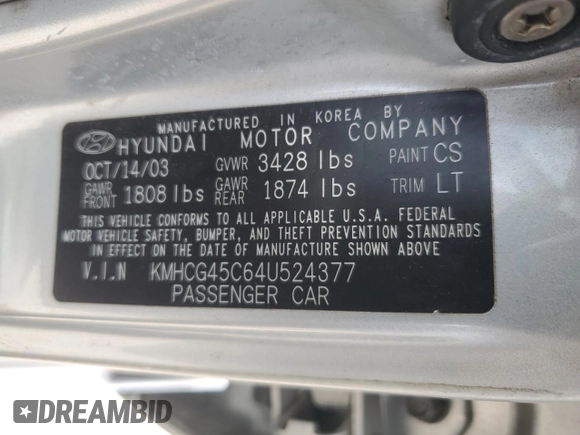 MANUFACTURED IN KOREA BY
HYUNDAI MOTOR COMPANY
OCT/14/03 GVWR 3428 lbs PAINT CS
GAWR FRONT 1808 lbs GAWR REAR 1874 lbs TRIM LT
THIS VEHICLE CONFORMS TO ALL APPLICABLE U.S.A. FEDERAL
MOTOR VEHICLE SAFETY, BUMPER, AND THEFT PREVENTION STANDARDS
IN EFFECT ON THE DATE OF MANUFACTURE SHOWN ABOVE
V.I.N KMHCG45C64U524377
PASSENGER CAR
DREAMBID